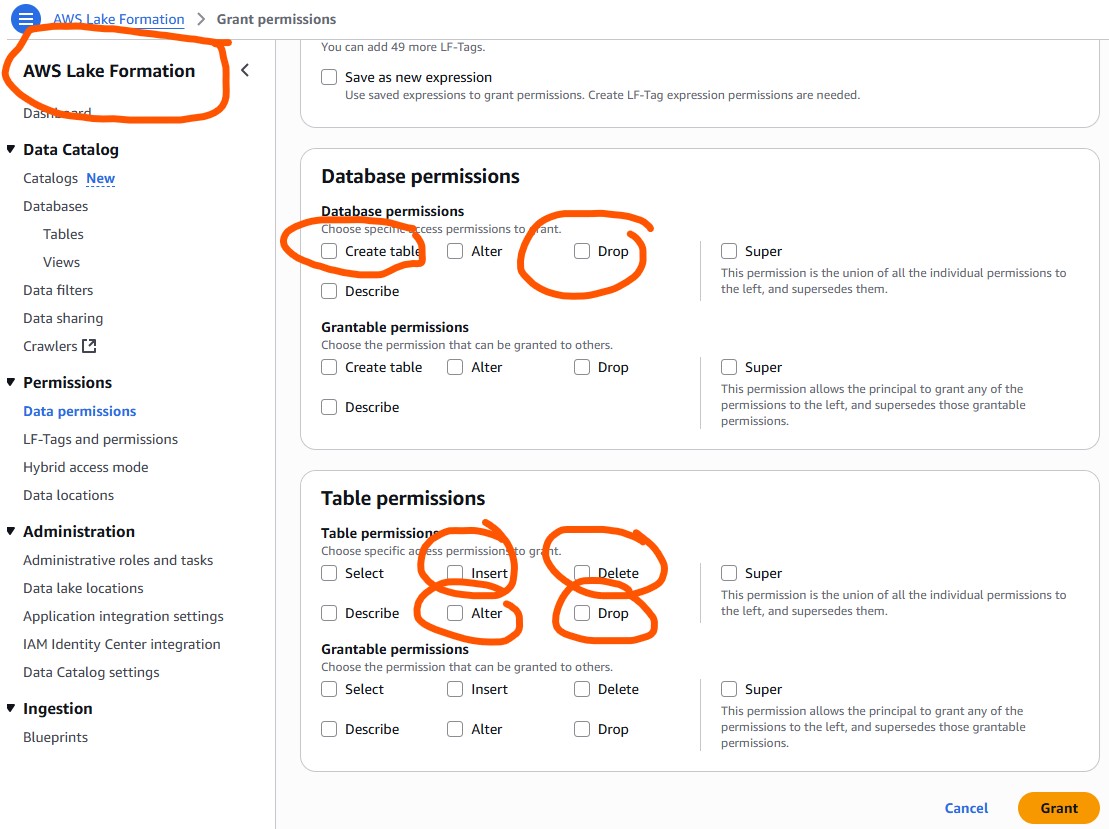 AWS Lake Formation > Grant permissions
AWS Lake Formation
Dashboard
Data Catalog
Catalogs New
Databases
Tables
Views
Data filters
Data sharing
Crawlers
Permissions
Data permissions
LF-Tags and permissions
Hybrid access mode
Data locations
Administration
Administrative roles and tasks
Data lake locations
Application integration settings
IAM Identity Center integration
Data Catalog settings
Ingestion
Blueprints
You can add 49 more LF-Tags.
Save as new expression
Use saved expressions to grant permissions. Create LF-Tag expression permissions are needed.
Database permissions
Database permissions
Choose specific access permissions to grant.
Create table Alter Drop
Describe
Super
This permission is the union of all the individual permissions to
the left, and supersedes them.
Grantable permissions
Choose the permission that can be granted to others.
Create table Alter Drop
Describe
Super
This permission allows the principal to grant any of the
permissions to the left, and supersedes those grantable
permissions.
Table permissions
Table permissions
Choose specific access permissions to grant.
Select Insert Delete
Describe Alter Drop
Super
This permission is the union of all the individual permissions to
the left, and supersedes them.
Grantable permissions
Choose the permission that can be granted to others.
Select Insert Delete
Describe Alter Drop
Super
This permission allows the principal to grant any of the
permissions to the left, and supersedes those grantable
permissions.
Cancel Grant